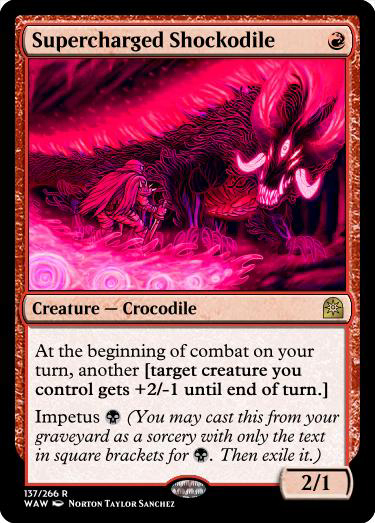 Supercharged Shockodile
Creature — Crocodile
At the beginning of combat on your
turn, another [target creature you
control gets +2/-1 until end of turn.]
Impetus (You may cast this from your
graveyard as a sorcery with only the text
in square brackets for . Then exile it.)
2/1
137/266 R
WAW Norton Taylor Sanchez